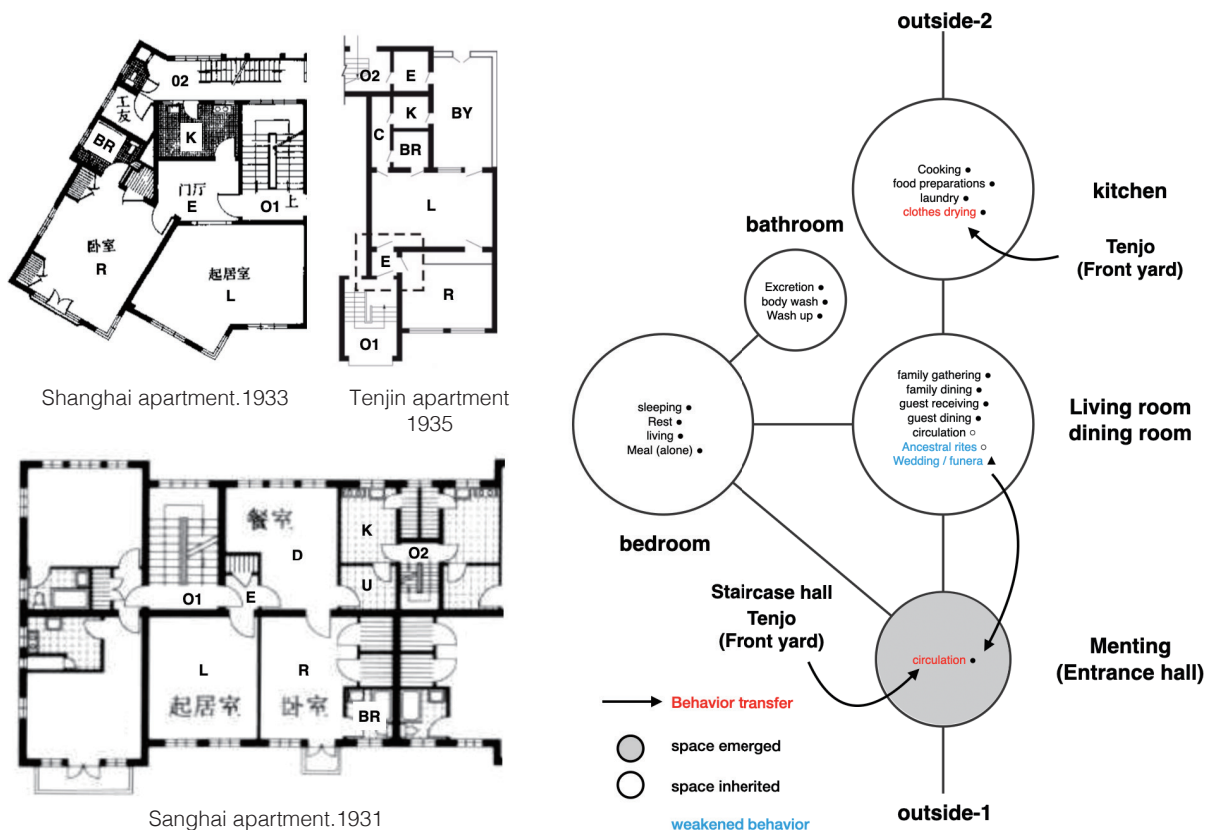 02
工友
BR
K
门厅
E
O1
上
卧室
R
起居室
L
Shanghai apartment.1933
O2
E
K
BY
C
BR
L
E
R
O1
Tenjin apartment
1935
餐室
D
K
O2
U
O1
E
L
起居室
R
卧室
BR
Sanghai apartment.1931
outside-2
Cooking ●
food preparations ●
laundry ●
clothes drying ●
kitchen
Tenjo
(Front yard)
bathroom
Excretion ●
body wash ●
Wash up ●
sleeping ●
Rest ●
living ●
Meal (alone) ●
bedroom
family gathering ●
family dining ●
guest receiving ●
guest dining ●
circulation ○
Ancestral rites ○
Wedding / funera ▲
Living room
dining room
Staircase hall
Tenjo
(Front yard)
circulation ●
Menting
(Entrance hall)
Behavior transfer
space emerged
space inherited
weakened behavior
outside-1